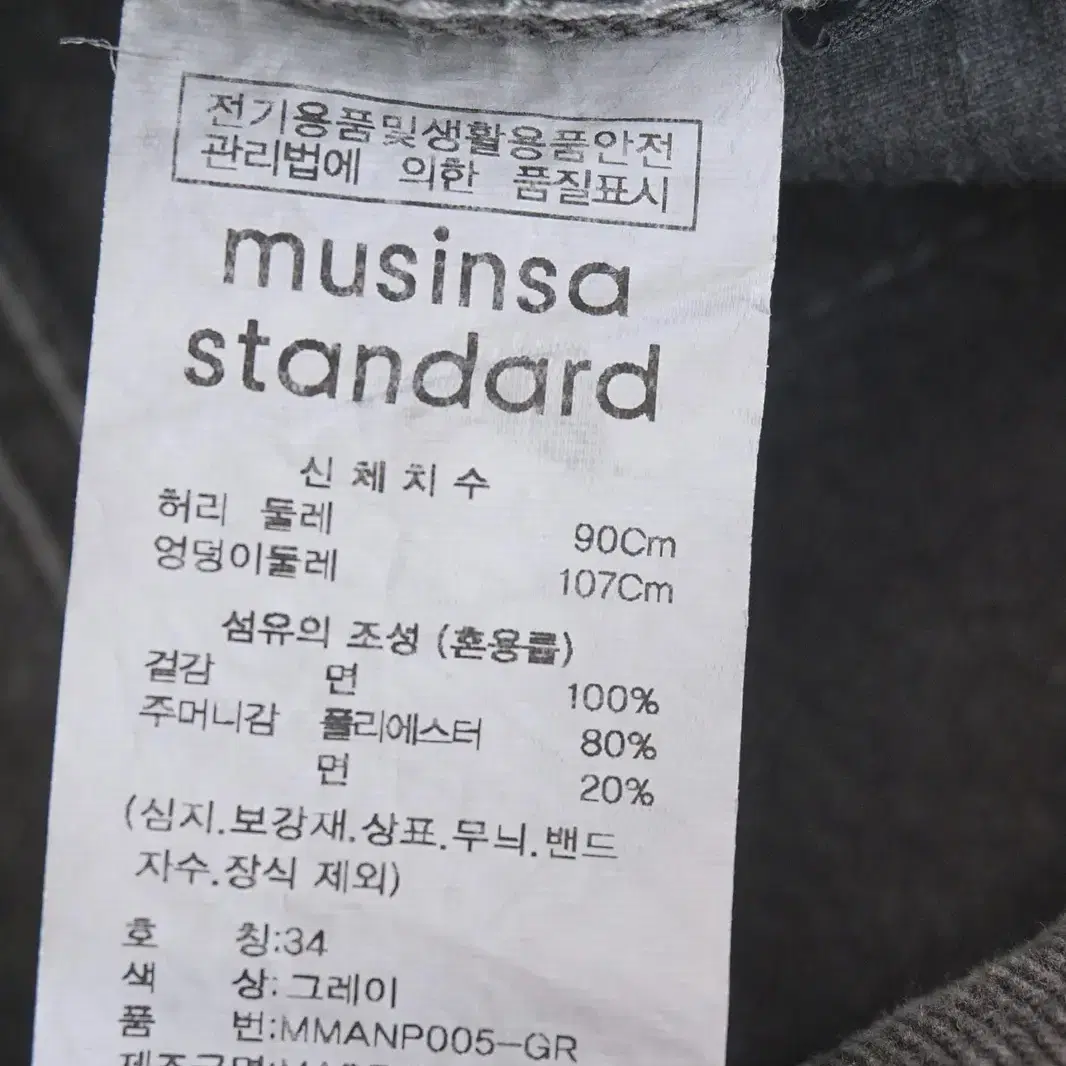 전기용품및생활용품안전
관리법에 의한 품질표시
musinsa
standard
신체치수
허리 둘레 90Cm
엉덩이둘레 107Cm
섬유의 조성 (혼용률)
겉감 면 100%
주머니감 폴리에스터 80%
면 20%
(심지.보강재.상표.무늬.밴드
자수.장식 제외)
호 칭:34
색 상:그레이
품 번:MMANP005-GR